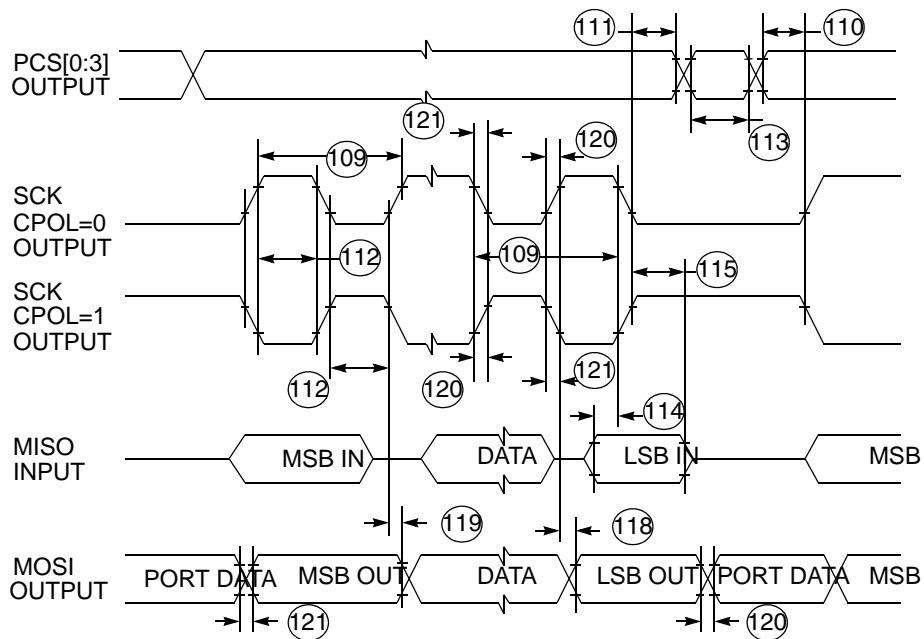 111
110
PCS[0:3]
OUTPUT
121
120
113
109
SCK
CPOL=0
OUTPUT
112
109
115
SCK
CPOL=1
OUTPUT
112
120
121
114
MISO
INPUT
MSB IN
DATA
LSB IN
MSB
119
118
MOSI
OUTPUT
PORT DATA
MSB OUT
DATA
LSB OUT
PORT DATA
MSB
121
120